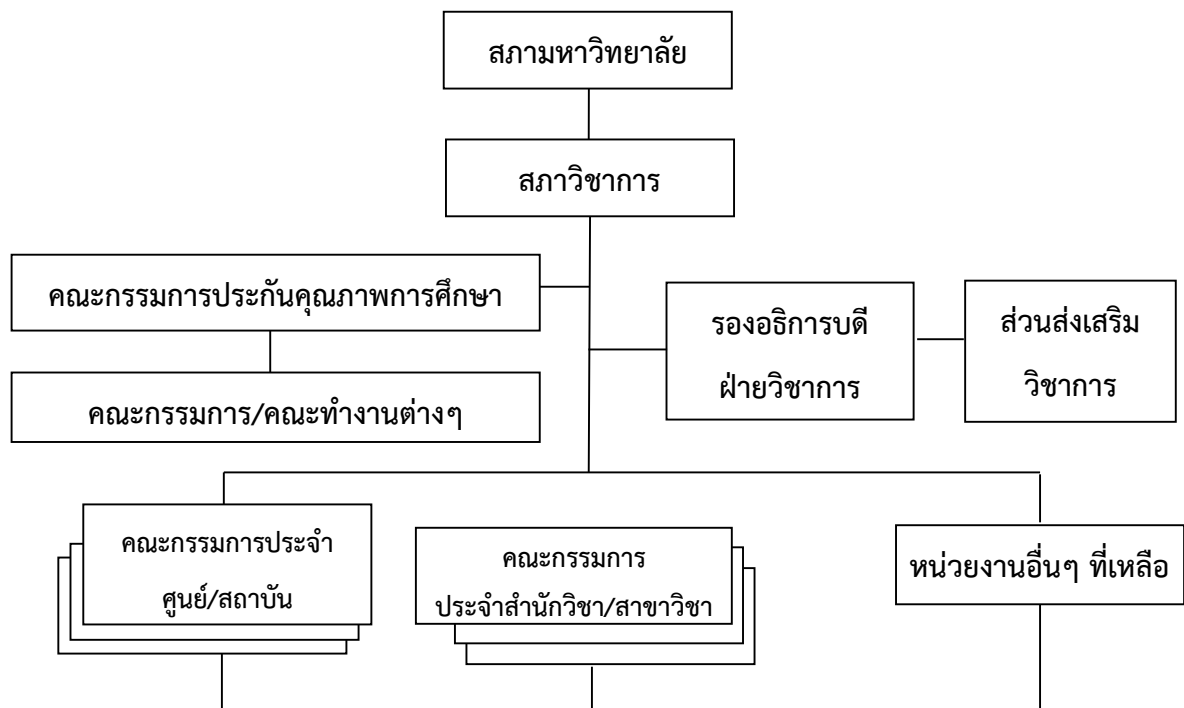 สภามหาวิทยาลัย
สภาวิชาการ
คณะกรรมการประกันคุณภาพการศึกษา
รองอธิการบดี
ฝ่ายวิชาการ
ส่วนส่งเสริม
วิชาการ
คณะกรรมการ/คณะทำงานต่างๆ
คณะกรรมการประจำ
ศูนย์/สถาบัน
คณะกรรมการ
ประจำสำนักวิชา/สาขาวิชา
หน่วยงานอื่นๆ ที่เหลือ